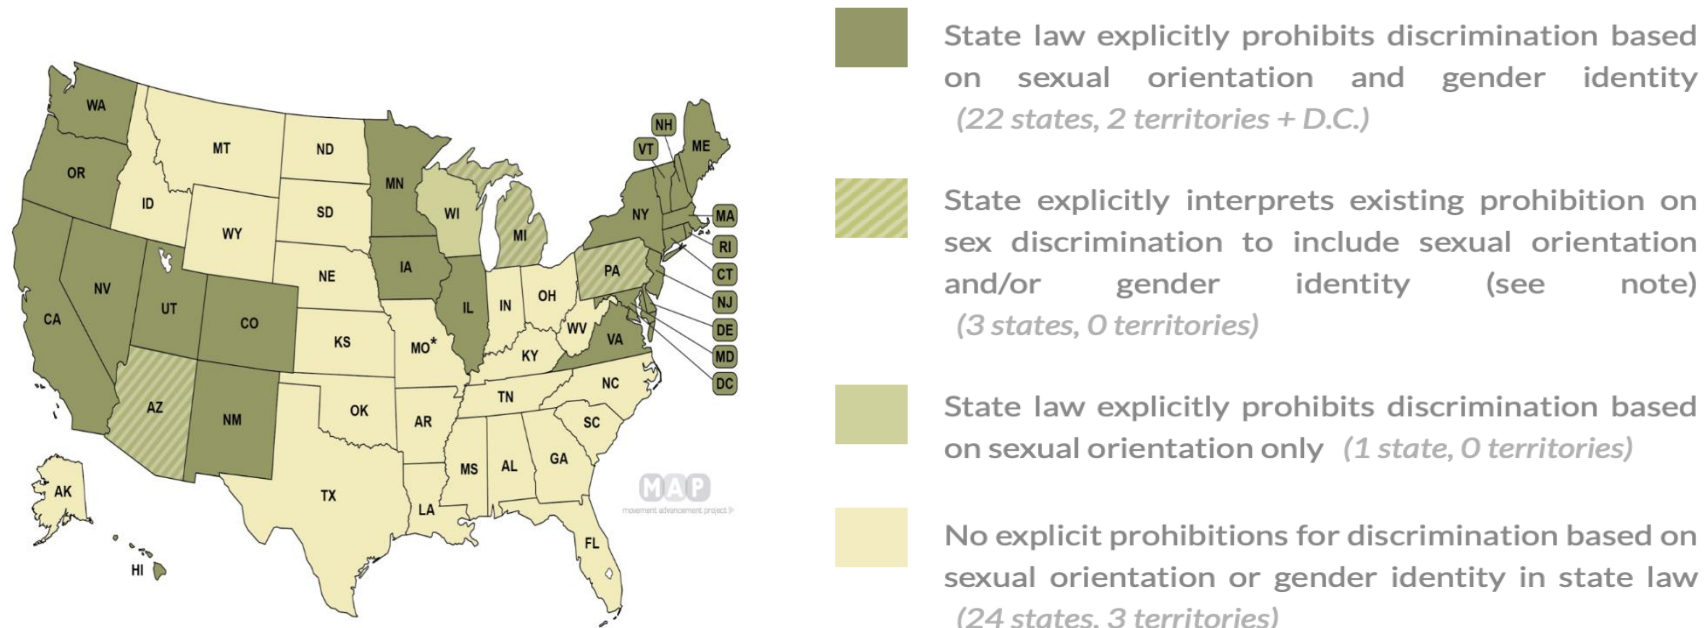 WA
OR
CA
NV
ID
MT
WY
UT
AZ
CO
NM
ND
SD
NE
KS
OK
TX
MN
IA
MO*
AR
LA
WI
IL
MI
IN
OH
KY
TN
MS
AL
GA
FL
SC
NC
WV
VA
PA
NY
VT
NH
ME
MA
RI
CT
NJ
DE
MD
DC
AK
HI
MAP
movement advancement project
State law explicitly prohibits discrimination based
on sexual orientation and gender identity
(22 states, 2 territories + D.C.)
State explicitly interprets existing prohibition on
sex discrimination to include sexual orientation
and/or gender identity (see note)
(3 states, 0 territories)
State law explicitly prohibits discrimination based
on sexual orientation only (1 state, 0 territories)
No explicit prohibitions for discrimination based on
sexual orientation or gender identity in state law
(24 states, 3 territories)